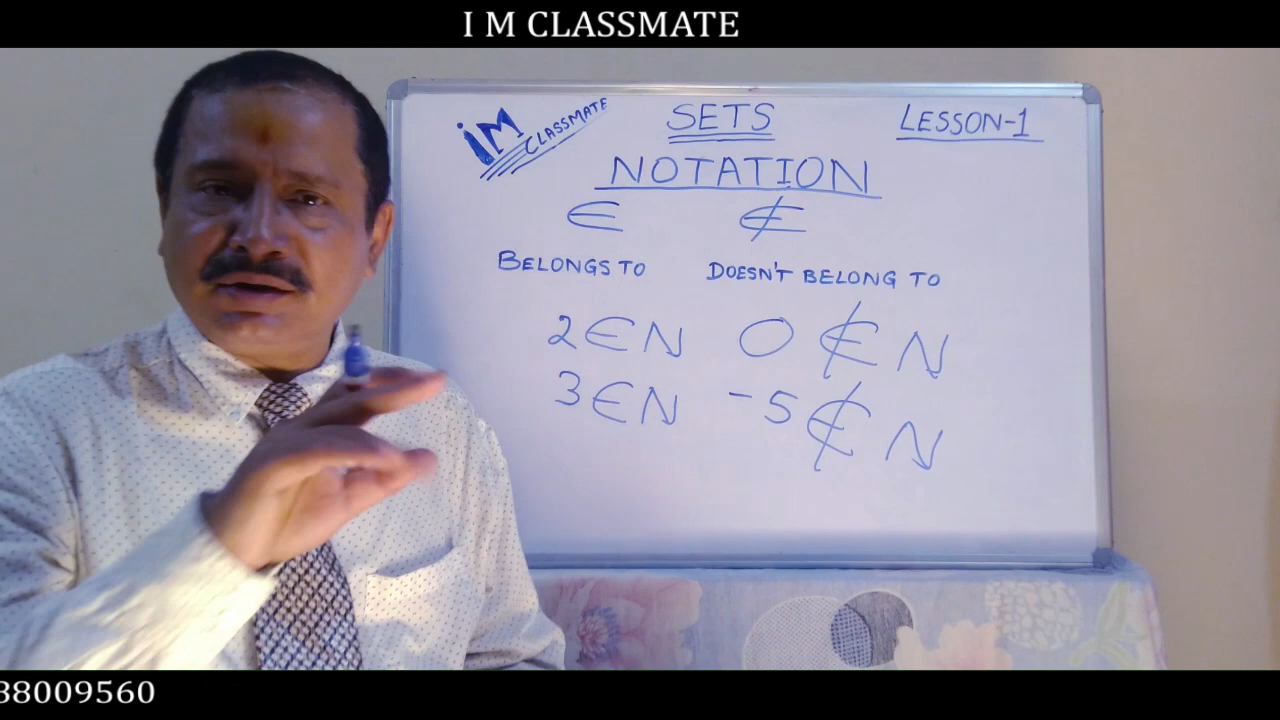 I M CLASSMATE
IM CLASSMATE
SETS
LESSON-1
NOTATION
∈ ∉
BELONGS TO DOESN'T BELONG TO
2∈N 0∉N
3∈N -5∉N
38009560